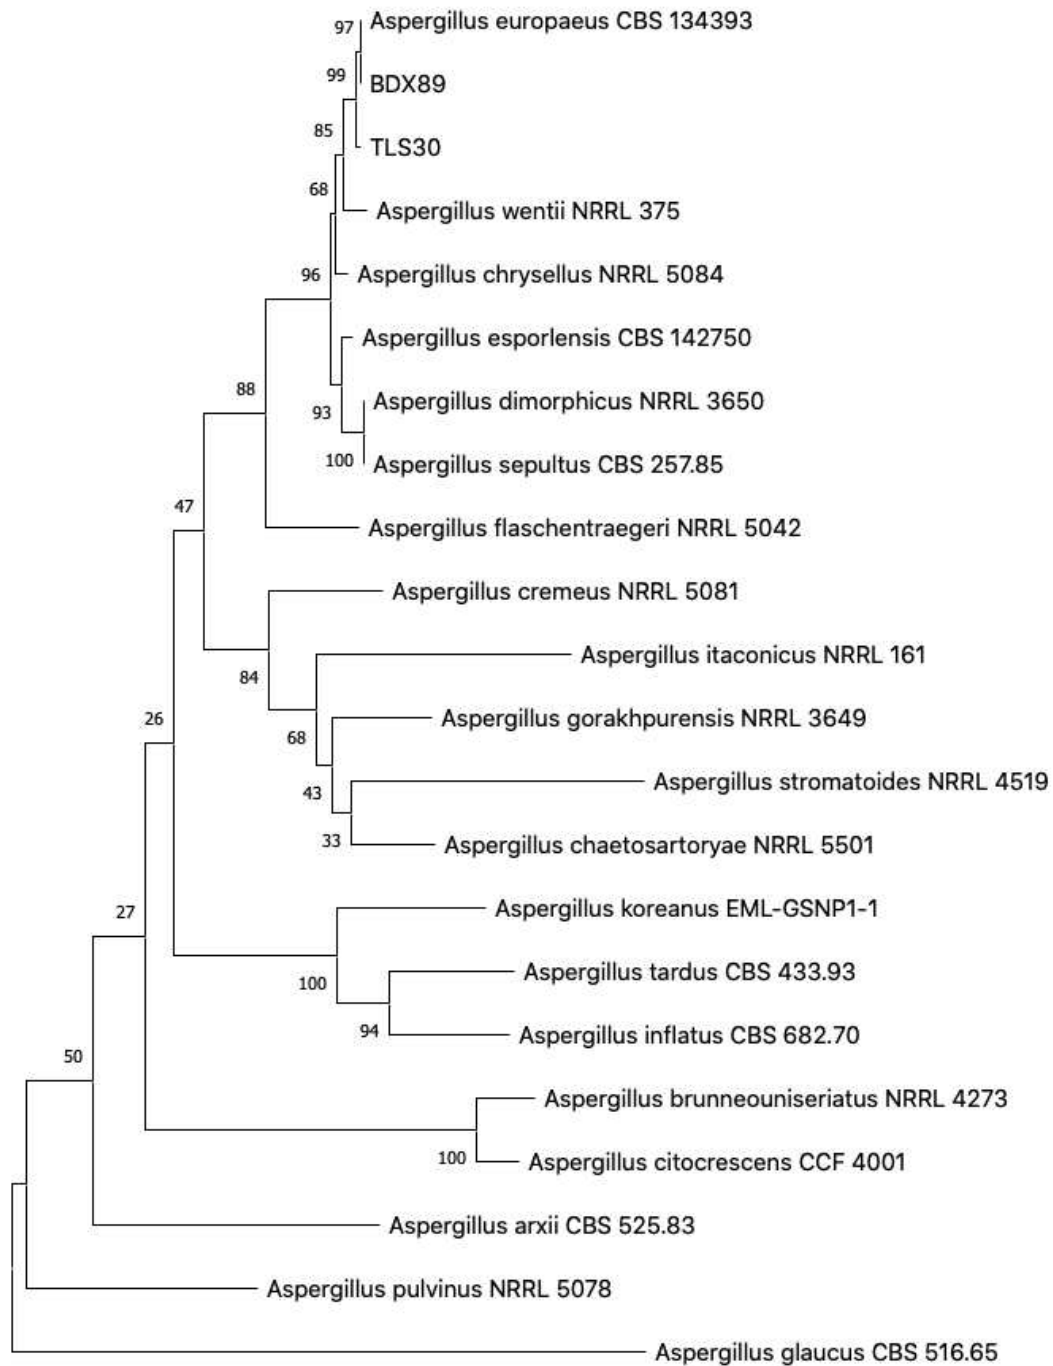 97
Aspergillus europaeus CBS 134393
99
BDX89
85
TLS30
68
Aspergillus wentii NRRL 375
96
Aspergillus chrysellus NRRL 5084
Aspergillus esporlensis CBS 142750
88
93
Aspergillus dimorphicus NRRL 3650
100
Aspergillus sepultus CBS 257.85
47
Aspergillus flaschentraegeri NRRL 5042
Aspergillus cremeus NRRL 5081
84
Aspergillus itaconicus NRRL 161
26
68
Aspergillus gorakhpurensis NRRL 3649
43
Aspergillus stromatoides NRRL 4519
33
Aspergillus chaetosartoryae NRRL 5501
27
Aspergillus koreanus EML-GSNP1-1
100
Aspergillus tardus CBS 433.93
94
Aspergillus inflatus CBS 682.70
50
Aspergillus brunneouniseriatus NRRL 4273
100
Aspergillus citocrescens CCF 4001
Aspergillus arxii CBS 525.83
Aspergillus pulvinus NRRL 5078
Aspergillus glaucus CBS 516.65